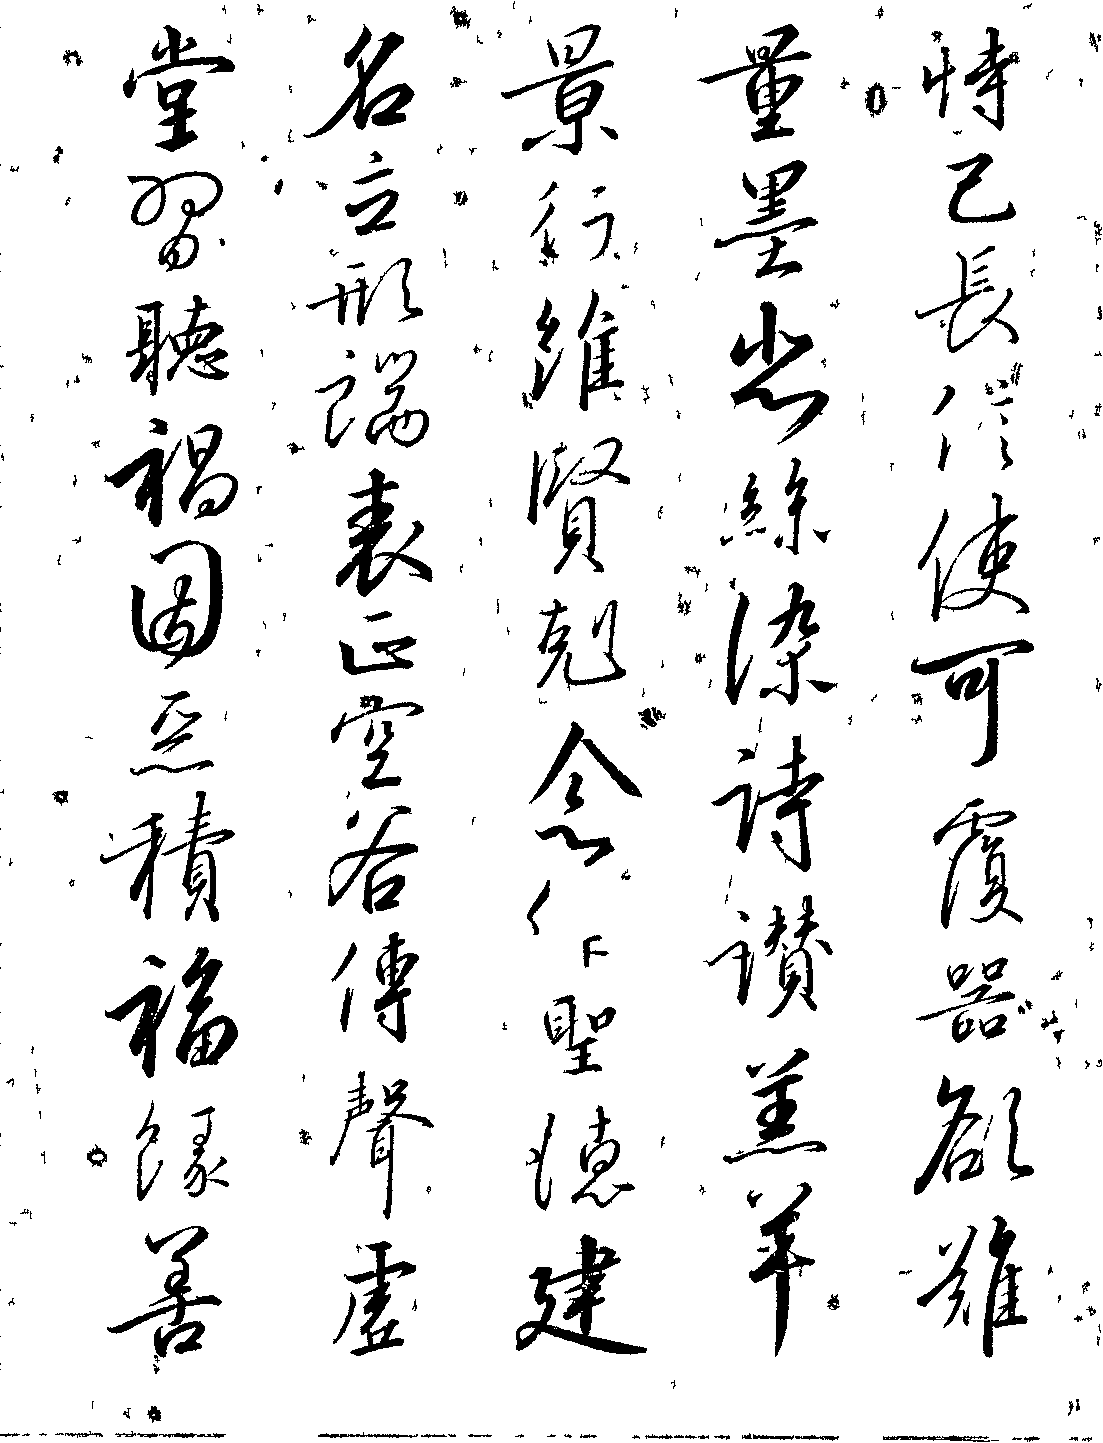 恃己長信使可覆器欲難
量墨悲絲染詩讃羔羊
景行維賢剋念作聖德建
名立形端表正空谷傳聲虛
堂習聽禍因惡積福緣善